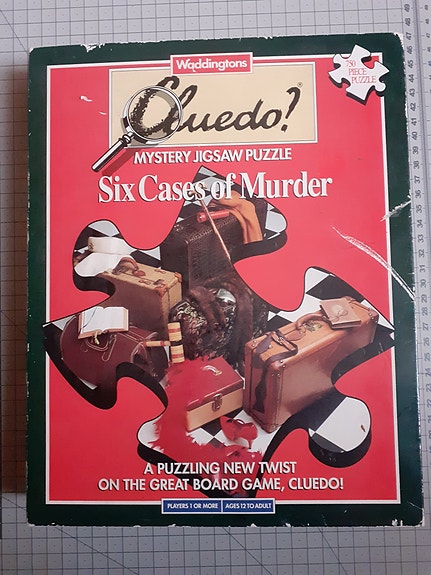 Waddingtons
750
PIECE
PUZZLE
Cluedo?
MYSTERY JIGSAW PUZZLE
Six Cases of Murder
A PUZZLING NEW TWIST
ON THE GREAT BOARD GAME, CLUEDO!
PLAYERS 1 OR MORE AGES 12 TO ADULT